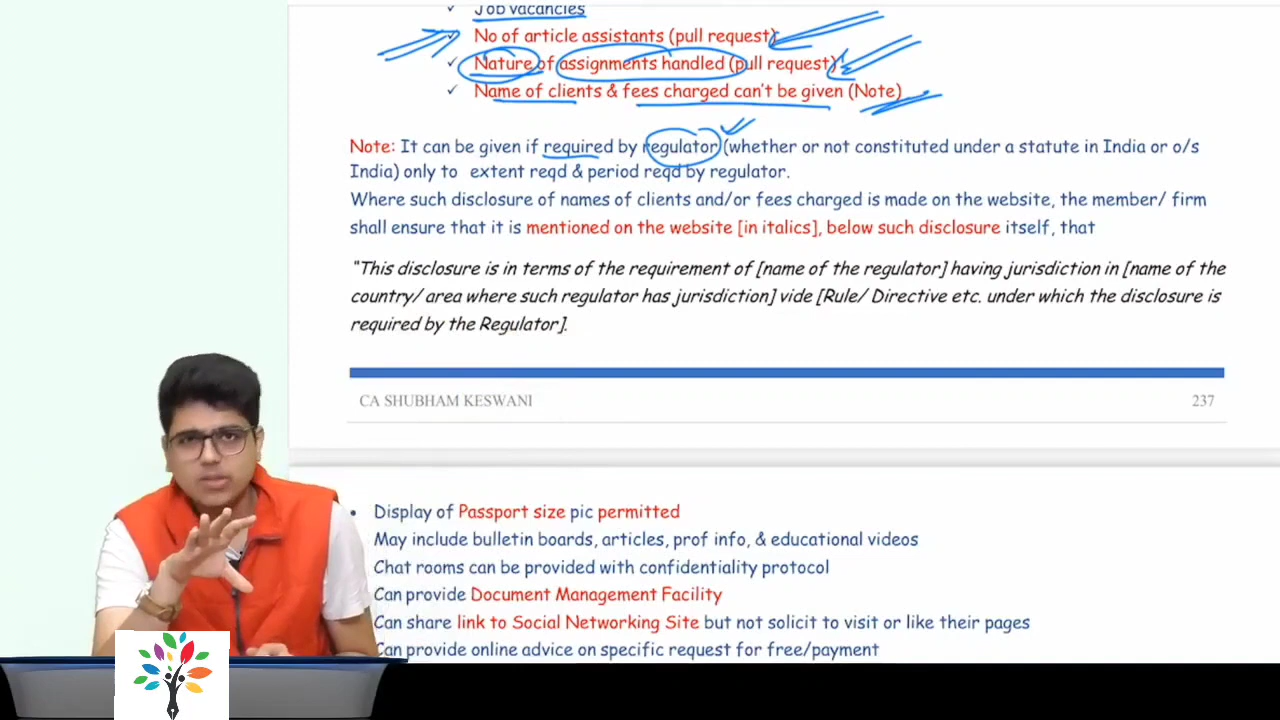 Job vacancies
No of article assistants (pull request)
Nature of assignments handled (pull request)
Name of clients & fees charged can't be given (Note)
Note: It can be given if required by regulator (whether or not constituted under a statute in India or o/s
India) only to extent reqd & period reqd by regulator.
Where such disclosure of names of clients and/or fees charged is made on the website, the member/ firm
shall ensure that it is mentioned on the website [in italics], below such disclosure itself, that
"This disclosure is in terms of the requirement of [name of the regulator] having jurisdiction in [name of the
country/ area where such regulator has jurisdiction] vide [Rule/ Directive etc. under which the disclosure is
required by the Regulator].
CA SHUBHAM KESWANI 237
• Display of Passport size pic permitted
May include bulletin boards, articles, prof info, & educational videos
Chat rooms can be provided with confidentiality protocol
Can provide Document Management Facility
Can share link to Social Networking Site but not solicit to visit or like their pages
Can provide online advice on specific request for free/payment